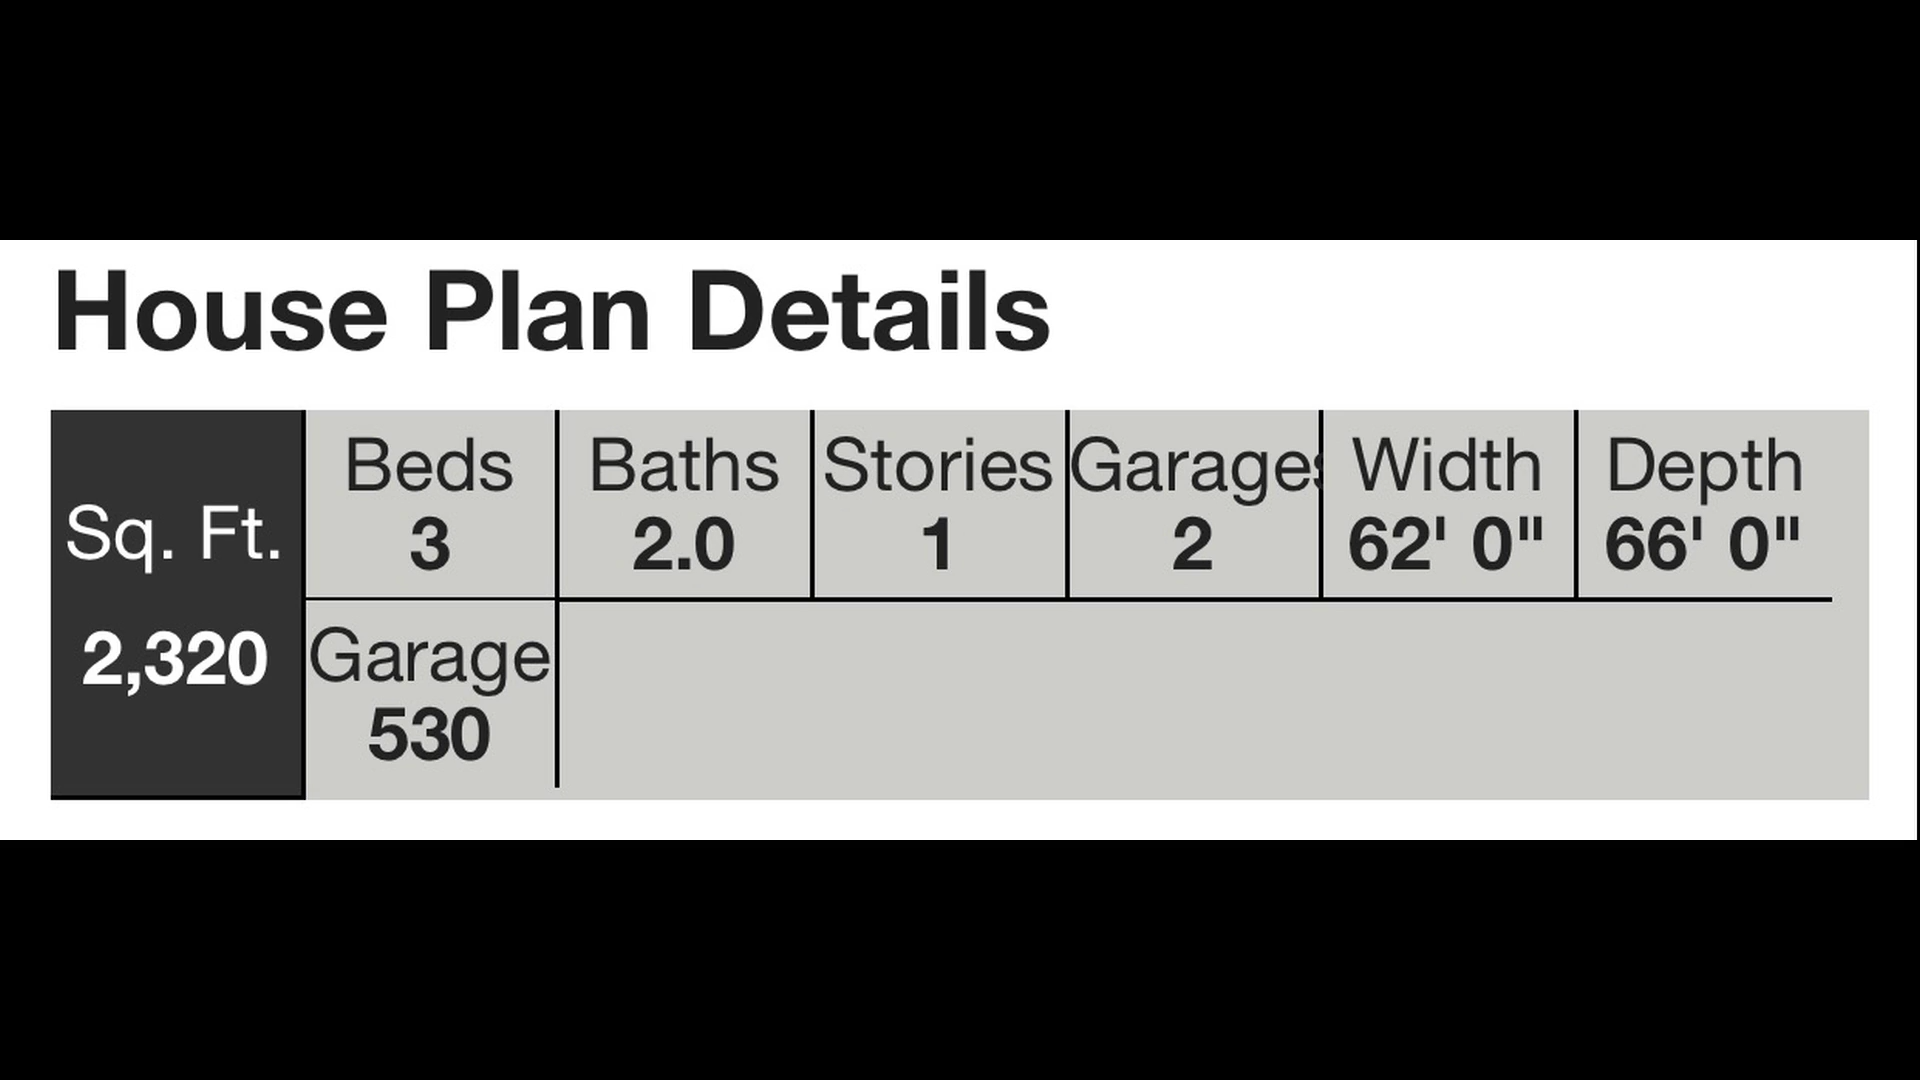 House Plan Details
Sq. Ft.
2,320
Beds
3
Baths
2.0
Stories
1
Garages
2
Width
62' 0"
Depth
66' 0"
Garage
530